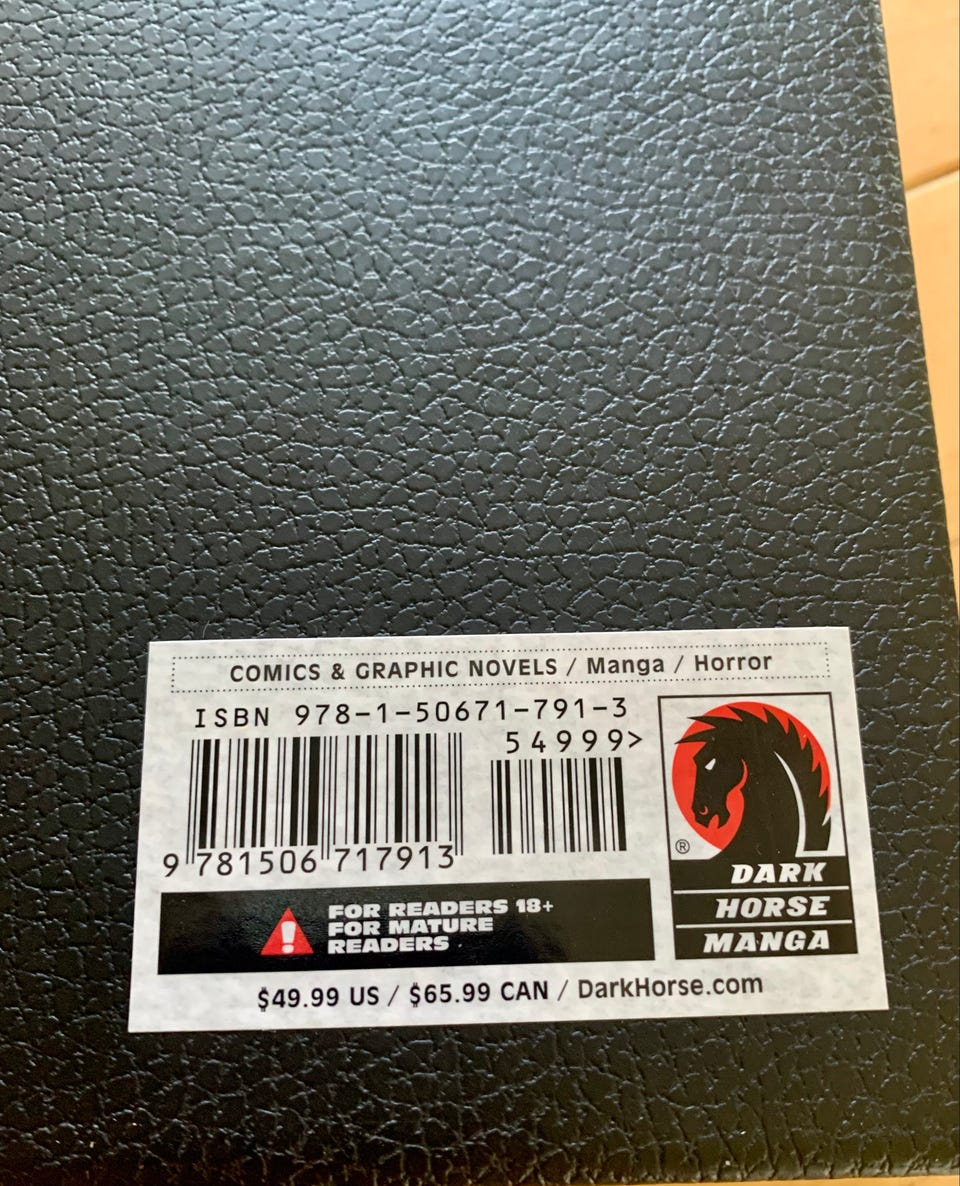 COMICS & GRAPHIC NOVELS / Manga / Horror
ISBN 978-1-50671-791-3
54999>
9 781506 717913
®
DARK
HORSE
MANGA
FOR READERS 18+
FOR MATURE
READERS
$49.99 US / $65.99 CAN / DarkHorse.com